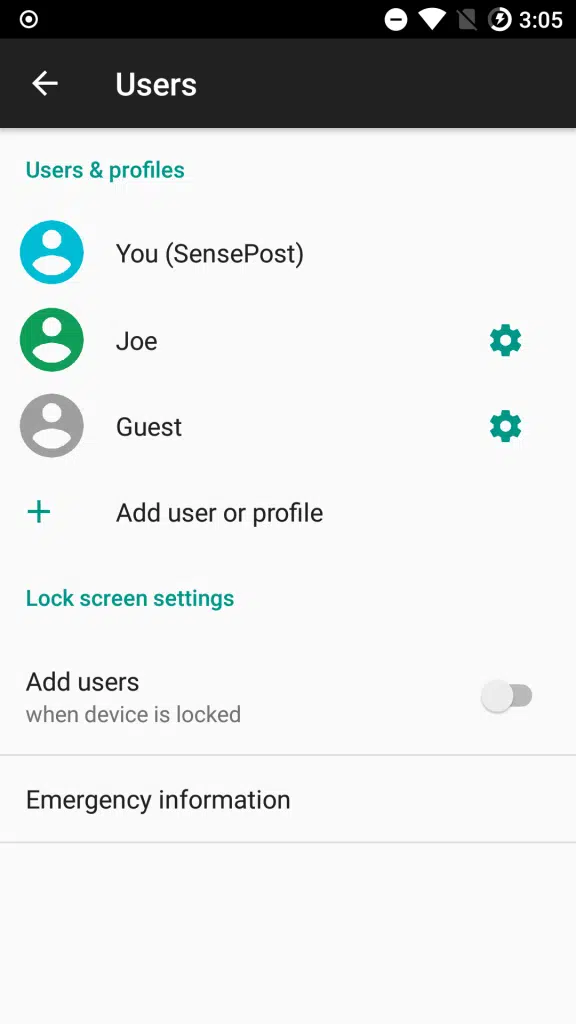 3:05
Users
Users & profiles
You (SensePost)
Joe
Guest
Add user or profile
Lock screen settings
Add users
when device is locked
Emergency information